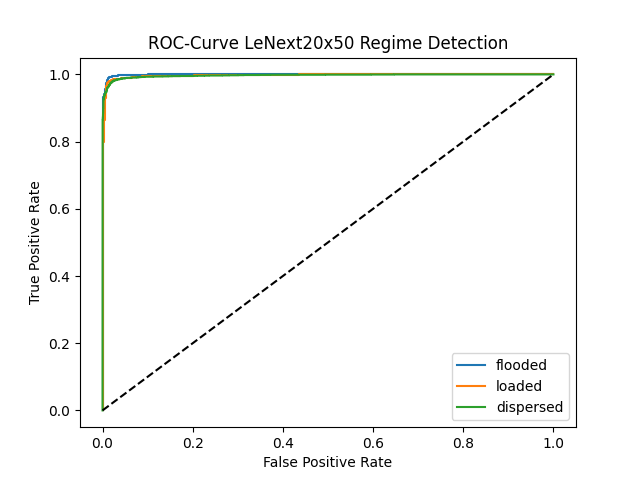 ROC-Curve LeNext20x50 Regime Detection
True Positive Rate
1.0
0.8
0.6
0.4
0.2
0.0
0.0 0.2 0.4 0.6 0.8 1.0
False Positive Rate
flooded
loaded
dispersed